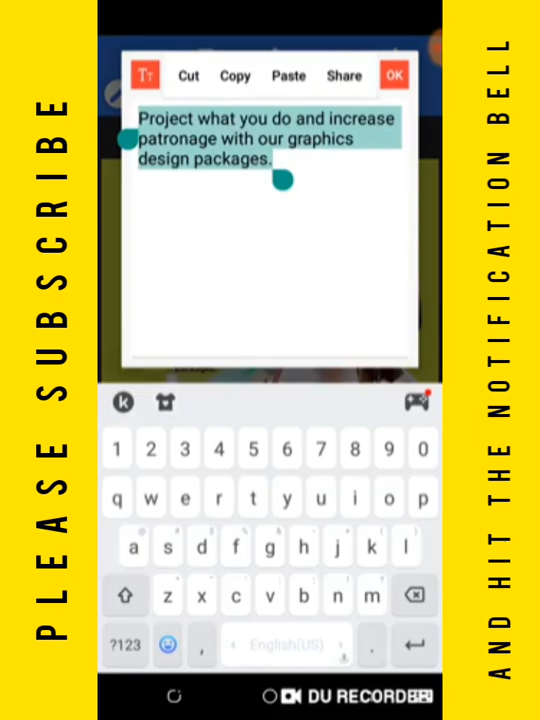 PLEASE SUBSCRIBE
AND HIT THE NOTIFICATION BELL
TT Cut Copy Paste Share OK
Project what you do and increase
patronage with our graphics
design packages.
K
1 2 3 4 5 6 7 8 9 0
q w e r t y u i o p
a s d f g h j k l
z x c v b n m
?123 , English(US) .
DU RECORDER